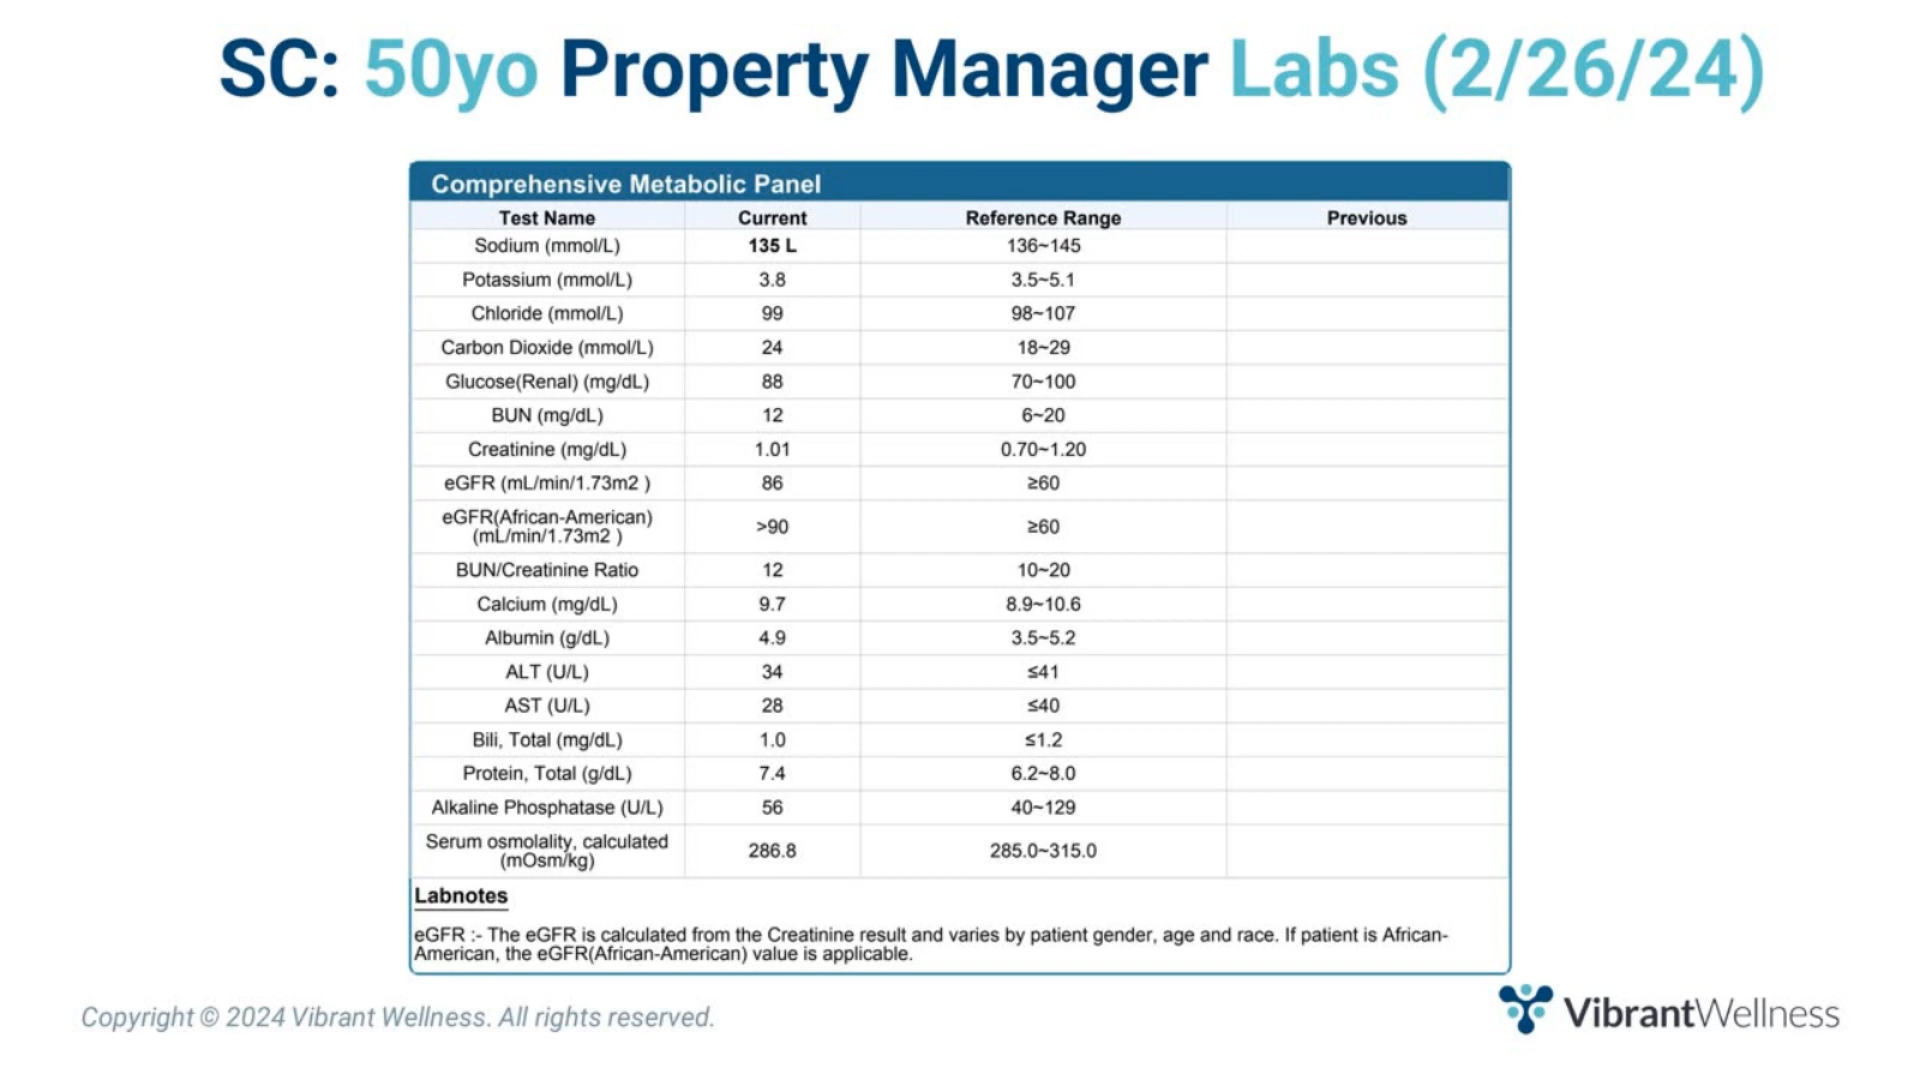 SC: 50yo Property Manager Labs (2/26/24)
Comprehensive Metabolic Panel
Test Name Current Reference Range Previous
Sodium (mmol/L) 135 L 136~145
Potassium (mmol/L) 3.8 3.5~5.1
Chloride (mmol/L) 99 98~107
Carbon Dioxide (mmol/L) 24 18~29
Glucose(Renal) (mg/dL) 88 70~100
BUN (mg/dL) 12 6~20
Creatinine (mg/dL) 1.01 0.70~1.20
eGFR (mL/min/1.73m2 ) 86 ≥60
eGFR(African-American)
(mL/min/1.73m2 ) >90 ≥60
BUN/Creatinine Ratio 12 10~20
Calcium (mg/dL) 9.7 8.9~10.6
Albumin (g/dL) 4.9 3.5~5.2
ALT (U/L) 34 ≤41
AST (U/L) 28 ≤40
Bili, Total (mg/dL) 1.0 ≤1.2
Protein, Total (g/dL) 7.4 6.2~8.0
Alkaline Phosphatase (U/L) 56 40~129
Serum osmolality, calculated
(mOsm/kg) 286.8 285.0~315.0
Labnotes
eGFR :- The eGFR is calculated from the Creatinine result and varies by patient gender, age and race. If patient is African-
American, the eGFR(African-American) value is applicable.
Copyright © 2024 Vibrant Wellness. All rights reserved.
VibrantWellness